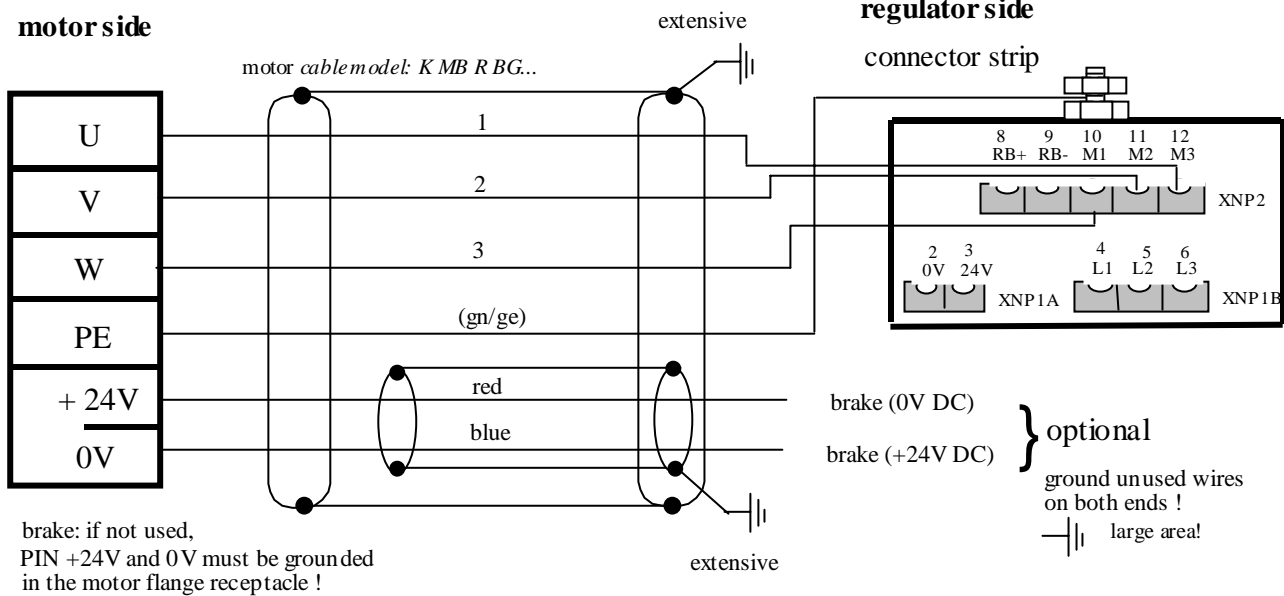 motor side
extensive
regulator side
connector strip
motor cable model: KMB RBG...
U
V
W
PE
+ 24V
0V
1
2
3
(gn/ge)
red
blue
8 9 10 11 12
RB+ RB- M1 M2 M3
XNP2
2 3
0V 24V
XNP1A
4 5 6
L1 L2 L3
XNP1B
brake (0V DC)
brake (+24V DC)
} optional
ground unused wires
on both ends !
large area!
extensive
brake: if not used,
PIN +24V and 0V must be grounded
in the motor flange receptacle !